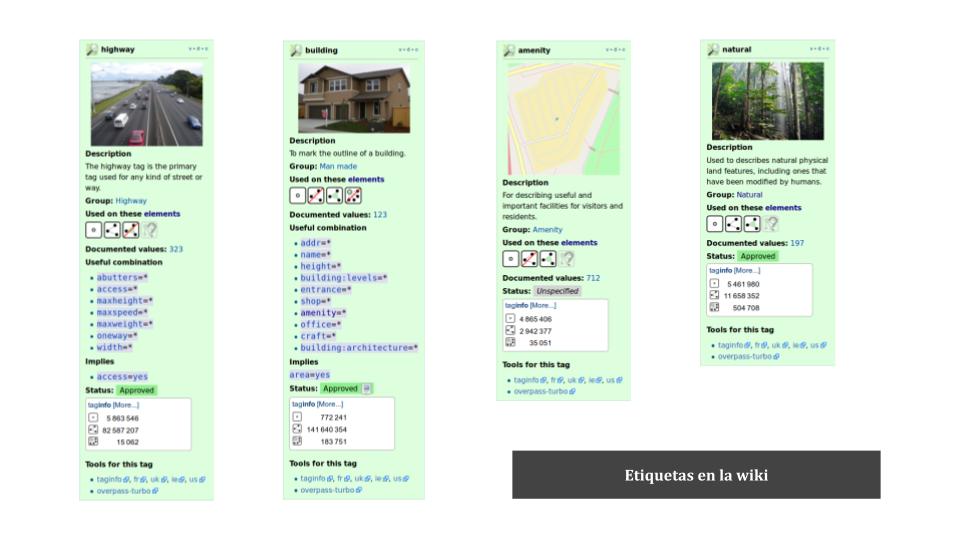 highway
v • d • e
Description
The highway tag is the primary
tag used for any kind of street or
way.
Group: Highway
Used on these elements
Documented values: 323
Useful combination
abutters=*
access=*
maxheight=*
maxspeed=*
maxweight=*
oneway=*
width=*
Implies
access=yes
Status: Approved
taginfo [More...]
5 863 546
82 587 207
15 062
Tools for this tag
taginfo, fr, uk, ie, us
overpass-turbo
building
v • d • e
Description
To mark the outline of a building.
Group: Man made
Used on these elements
Documented values: 123
Useful combination
addr=*
name=*
height=*
building:levels=*
entrance=*
shop=*
amenity=*
office=*
craft=*
building:architecture=*
Implies
area=yes
Status: Approved
taginfo [More...]
772 241
141 640 354
183 751
Tools for this tag
taginfo, fr, uk, ie, us
overpass-turbo
amenity
v • d • e
Description
For describing useful and
important facilities for visitors and
residents.
Group: Amenity
Used on these elements
Documented values: 712
Status: Unspecified
taginfo [More...]
4 865 406
2 942 377
35 051
Tools for this tag
taginfo, fr, uk, ie, us
overpass-turbo
natural
v • d • e
Description
Used to describes natural physical
land features, including ones that
have been modified by humans.
Group: Natural
Used on these elements
Documented values: 197
Status: Approved
taginfo [More...]
5 461 980
11 658 352
504 708
Tools for this tag
taginfo, fr, uk, ie, us
overpass-turbo
Etiquetas en la wiki